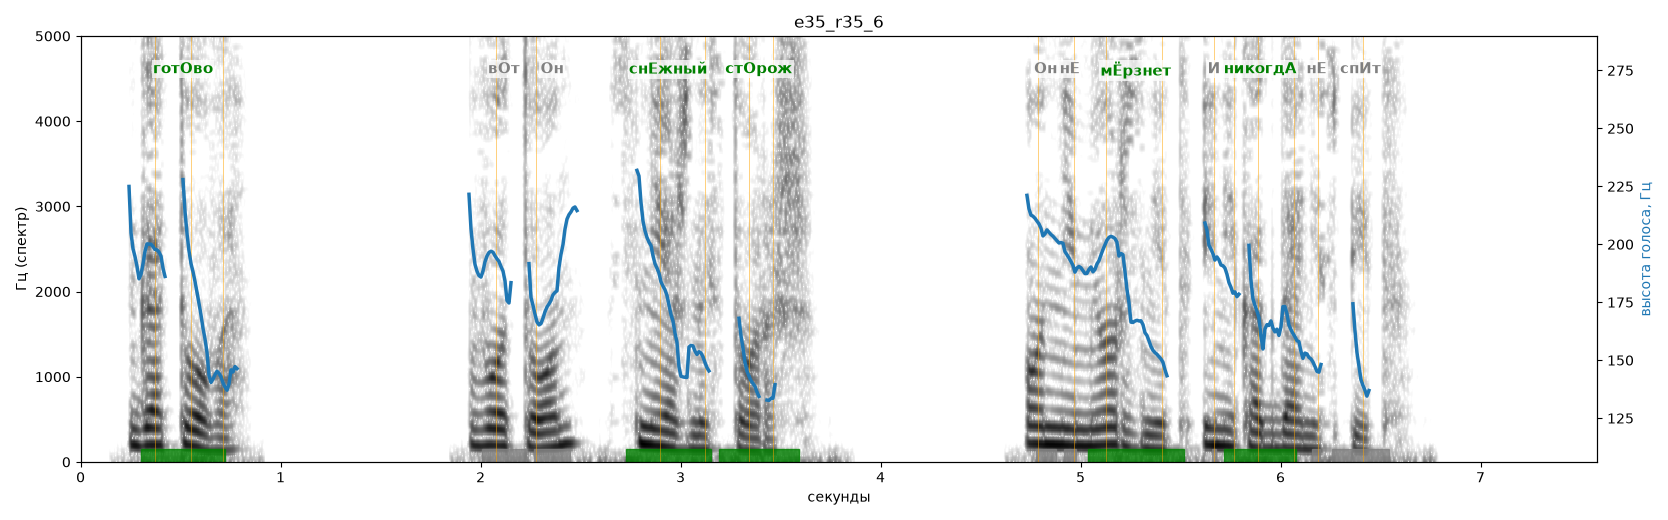 e35_r35_6
готОво вОт Он снЕжный стОрож Он нЕ мЁрзнет И никогдА нЕ спИт
Гц (спектр)
5000
4000
3000
2000
1000
0
275
250
225
200
175
150
125
высота голоса, Гц
0 1 2 3 4 5 6 7
секунды